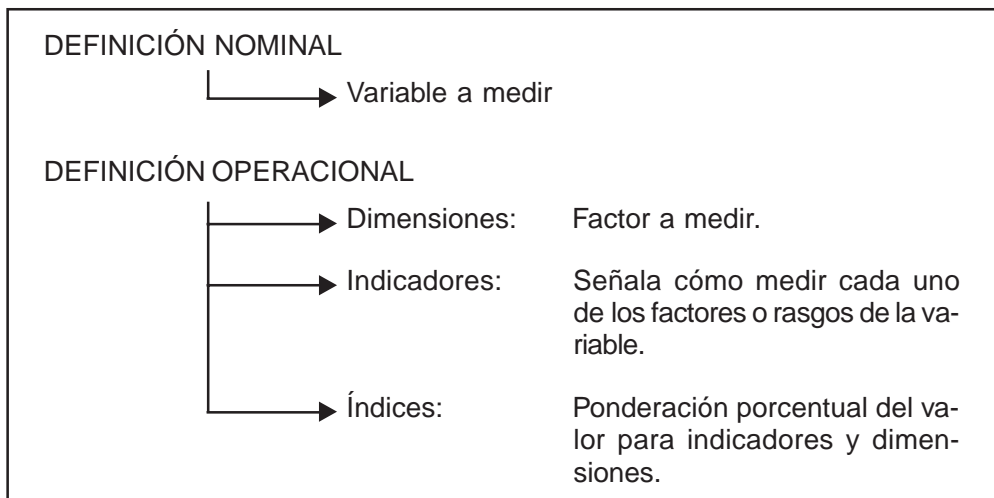 DEFINICIÓN NOMINAL
Variable a medir
DEFINICIÓN OPERACIONAL
Dimensiones: Factor a medir.
Indicadores: Señala cómo medir cada uno
de los factores o rasgos de la va-
riable.
Índices: Ponderación porcentual del va-
lor para indicadores y dimen-
siones.